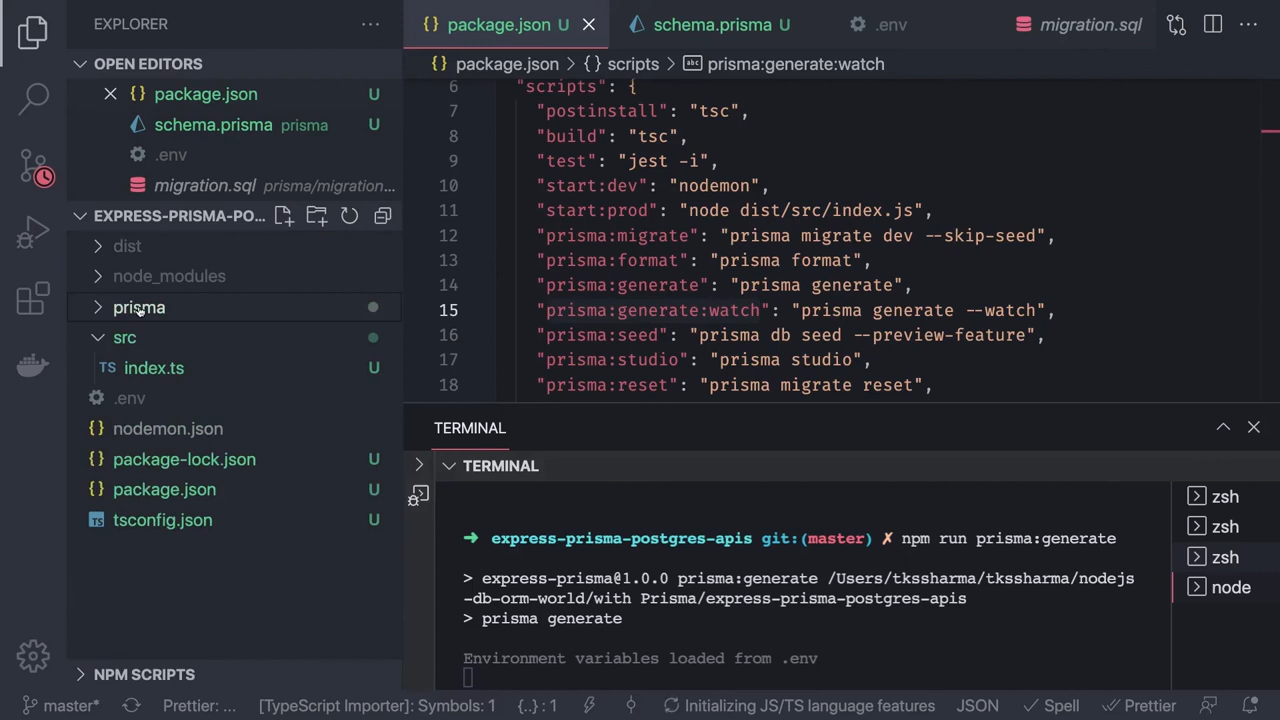 EXPLORER
OPEN EDITORS
package.json U
schema.prisma prisma U
.env
migration.sql prisma/migration...
EXPRESS-PRISMA-PO...
dist
node_modules
prisma
src
TS index.ts U
.env
nodemon.json
package-lock.json U
package.json U
TS tsconfig.json U
NPM SCRIPTS
package.json U
schema.prisma U
.env
migration.sql
package.json > {} scripts > abc prisma:generate:watch
6 "scripts": {
7 "postinstall": "tsc",
8 "build": "tsc",
9 "test": "jest -i",
10 "start:dev": "nodemon",
11 "start:prod": "node dist/src/index.js",
12 "prisma:migrate": "prisma migrate dev --skip-seed",
13 "prisma:format": "prisma format",
14 "prisma:generate": "prisma generate",
15 "prisma:generate:watch": "prisma generate --watch",
16 "prisma:seed": "prisma db seed --preview-feature",
17 "prisma:studio": "prisma studio",
18 "prisma:reset": "prisma migrate reset",
TERMINAL
TERMINAL
➜ express-prisma-postgres-apis git:(master) ✗ npm run prisma:generate
> express-prisma@1.0.0 prisma:generate /Users/tkssharma/tkssharma/nodejs
-db-orm-world/with Prisma/express-prisma-postgres-apis
> prisma generate
Environment variables loaded from .env
zsh
zsh
zsh
node
master* Prettier: ... [TypeScript Importer]: Symbols: 1 {..} : 1 Initializing JS/TS language features JSON Spell Prettier